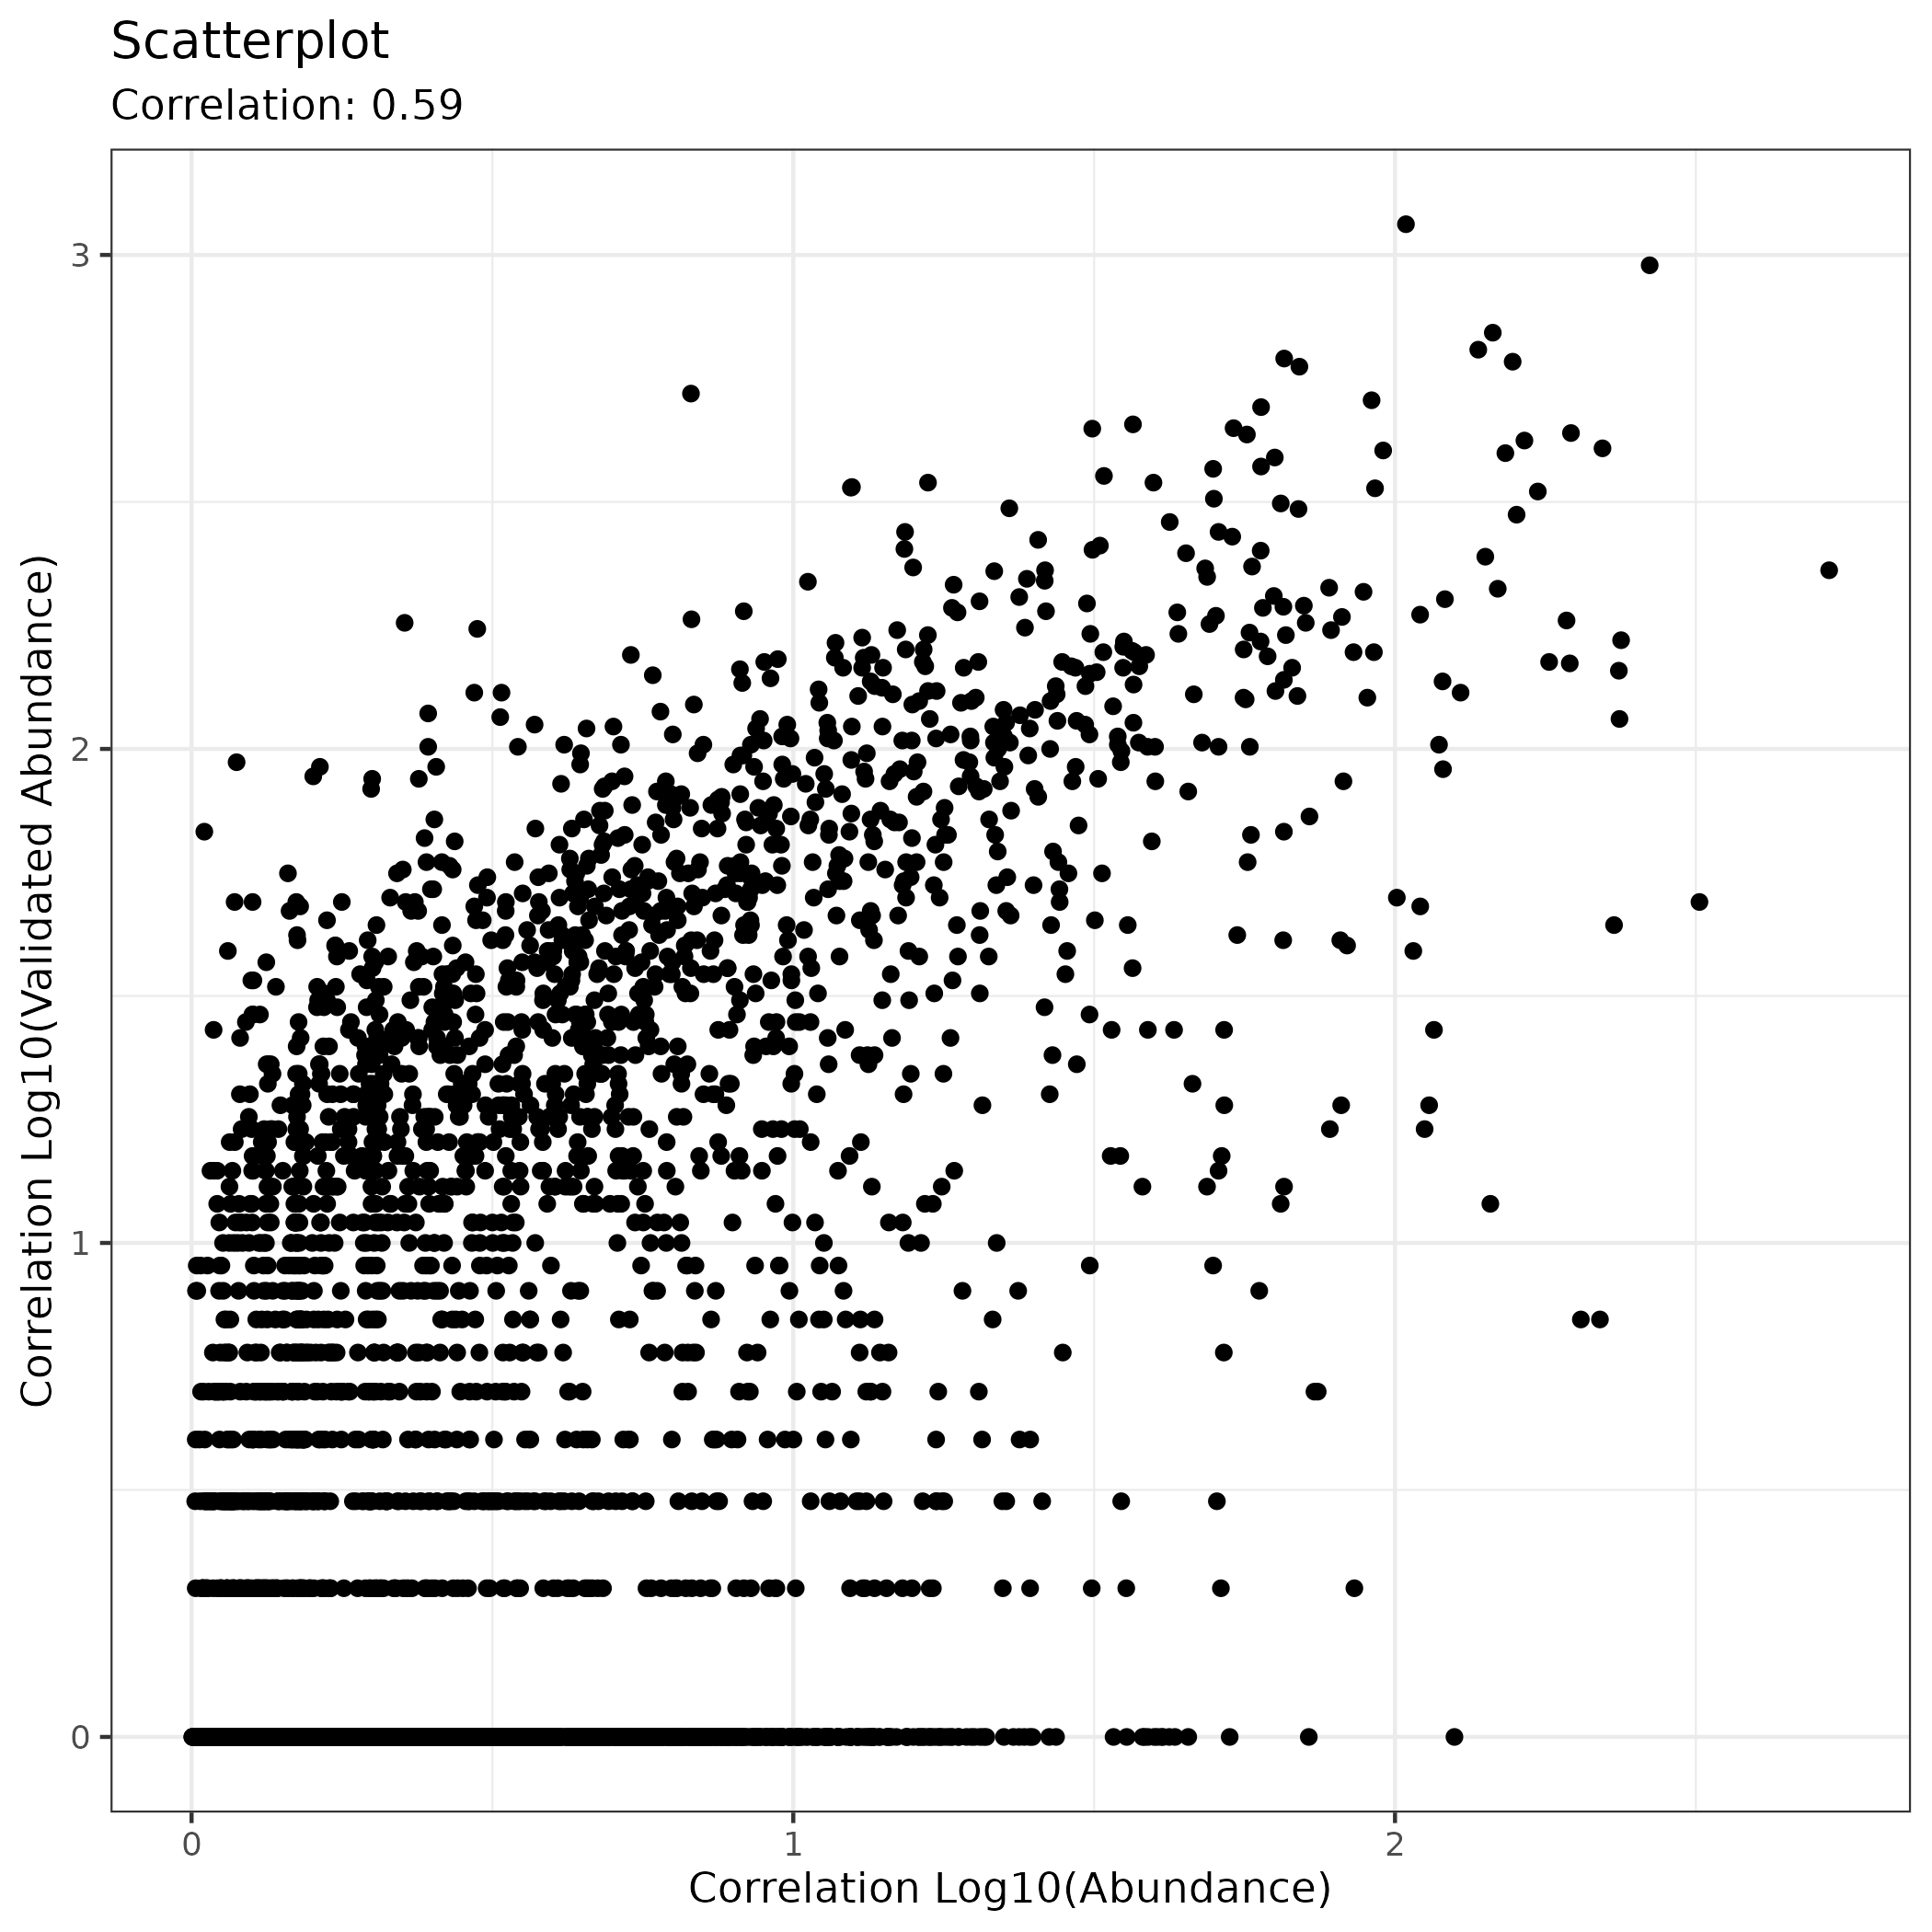 Scatterplot
Correlation: 0.59
Correlation Log10(Validated Abundance)
3
2
1
0
0 1 2
Correlation Log10(Abundance)